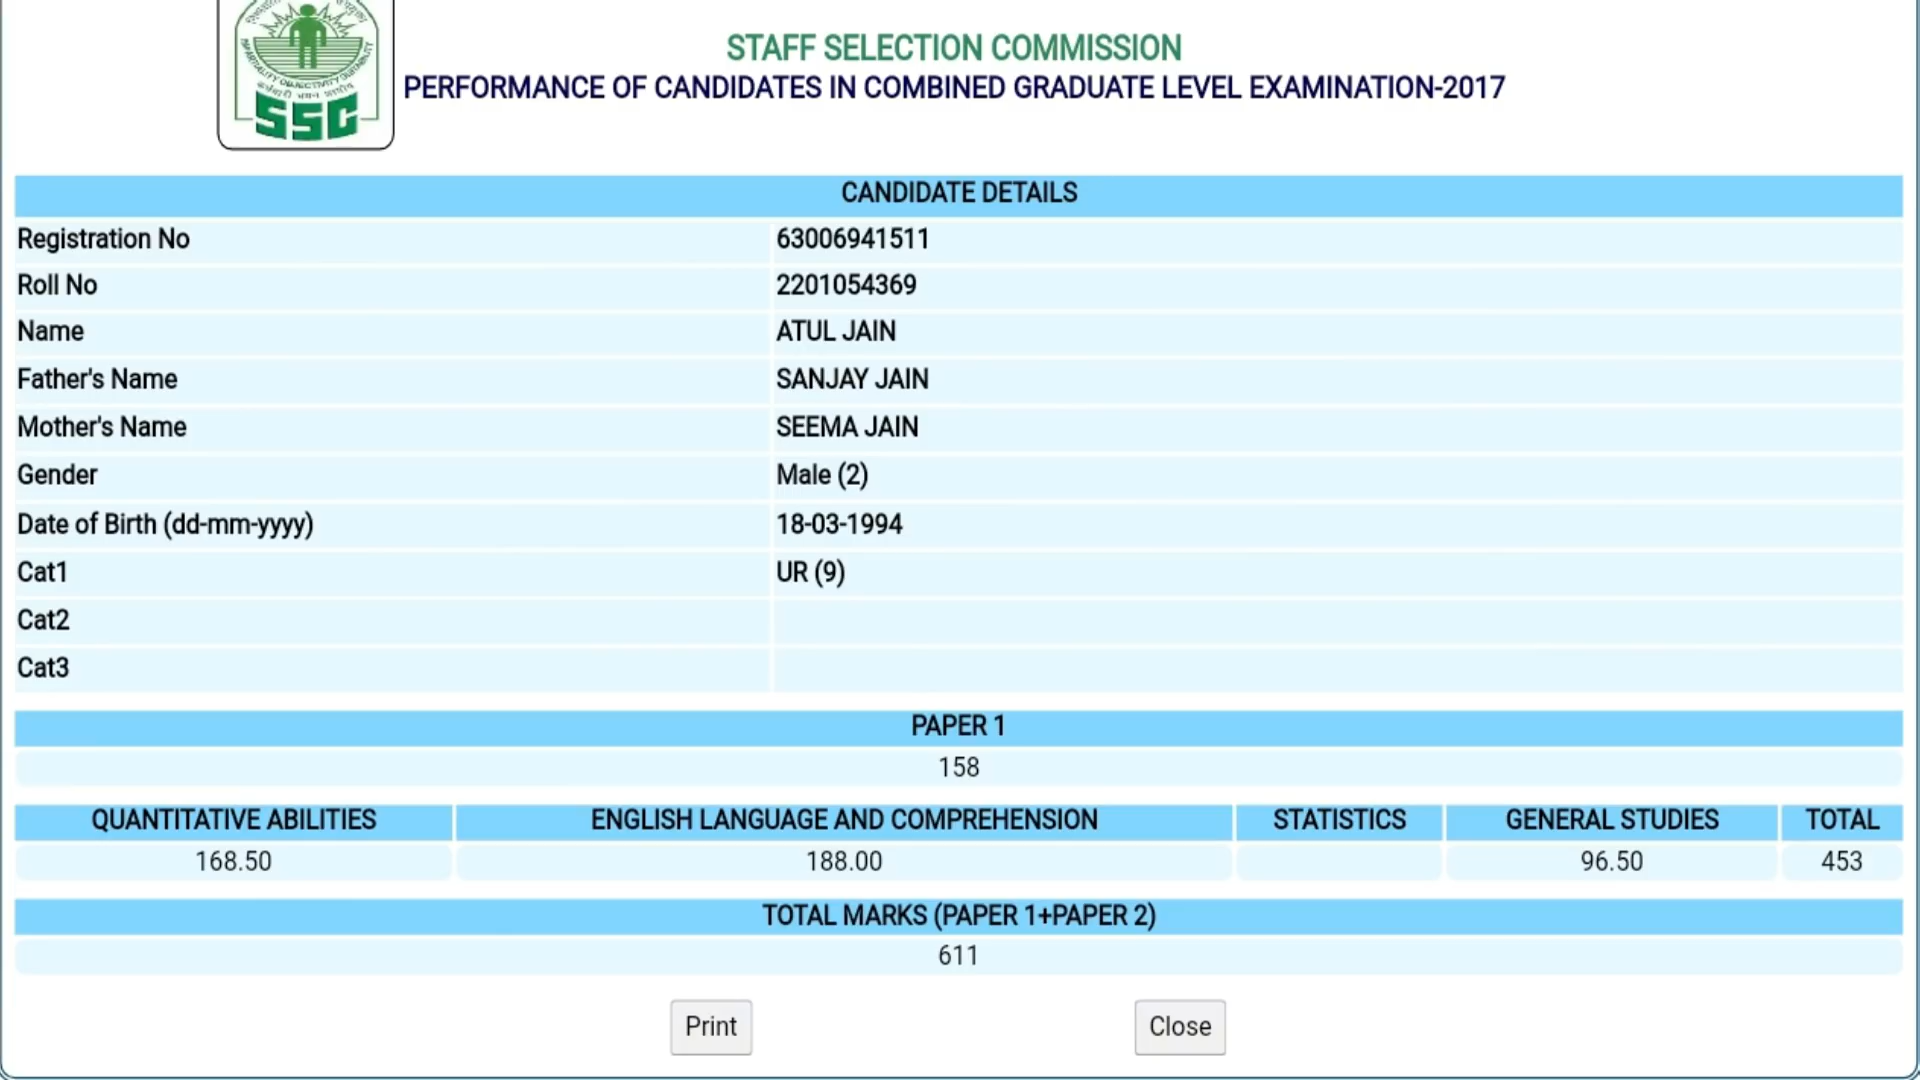 STAFF SELECTION COMMISSION
PERFORMANCE OF CANDIDATES IN COMBINED GRADUATE LEVEL EXAMINATION-2017
SSC
CANDIDATE DETAILS
Registration No 63006941511
Roll No 2201054369
Name ATUL JAIN
Father's Name SANJAY JAIN
Mother's Name SEEMA JAIN
Gender Male (2)
Date of Birth (dd-mm-yyyy) 18-03-1994
Cat1 UR (9)
Cat2
Cat3
PAPER 1
158
QUANTITATIVE ABILITIES ENGLISH LANGUAGE AND COMPREHENSION STATISTICS GENERAL STUDIES TOTAL
168.50 188.00 96.50 453
TOTAL MARKS (PAPER 1+PAPER 2)
611
Print Close